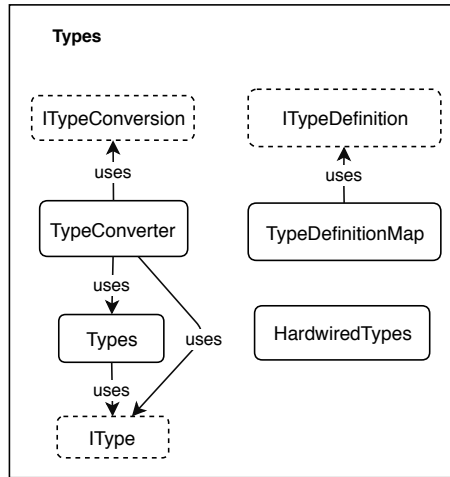 Types
ITypeConversion
ITypeDefinition
uses
uses
TypeConverter
TypeDefinitionMap
uses
Types
HardwiredTypes
uses
uses
IType